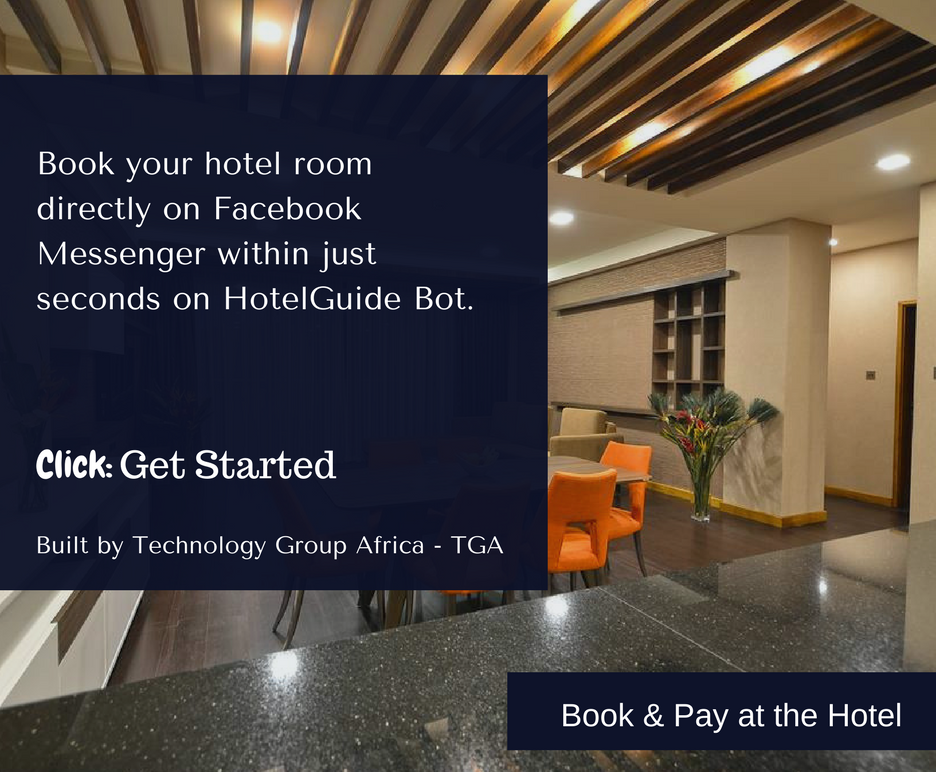 Book your hotel room
directly on Facebook
Messenger within just
seconds on HotelGuide Bot.
Click: Get Started
Built by Technology Group Africa - TGA
Book & Pay at the Hotel